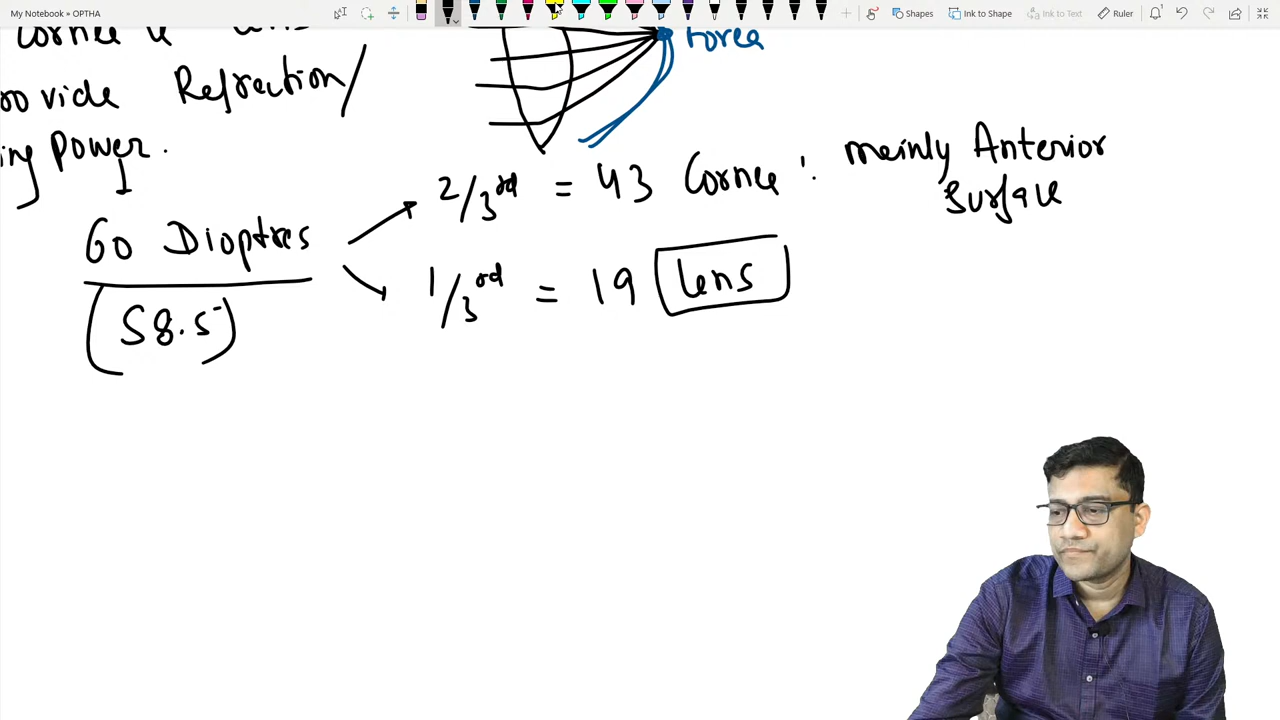 My Notebook » OPTHA
Shapes
Ink to Shape
Ink to Text
Ruler
Fovea
Provide Refraction/
ing Power.
60 Dioptres
(58.5)
2/3rd = 43 Cornea : mainly Anterior
Surface
1/3rd = 19 lens